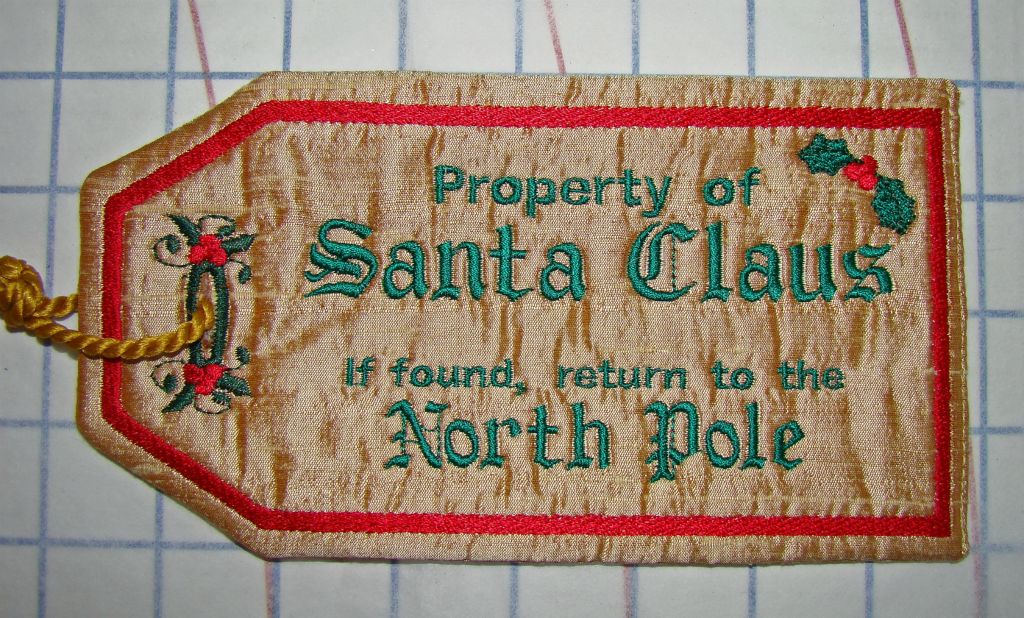 Property of
Santa Claus
If found, return to the
North Pole